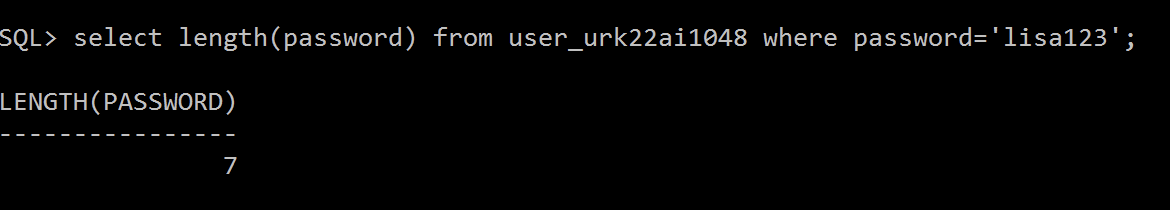 SQL> select length(password) from user_urk22ai1048 where password='lisa123';
LENGTH(PASSWORD)
----------------
7